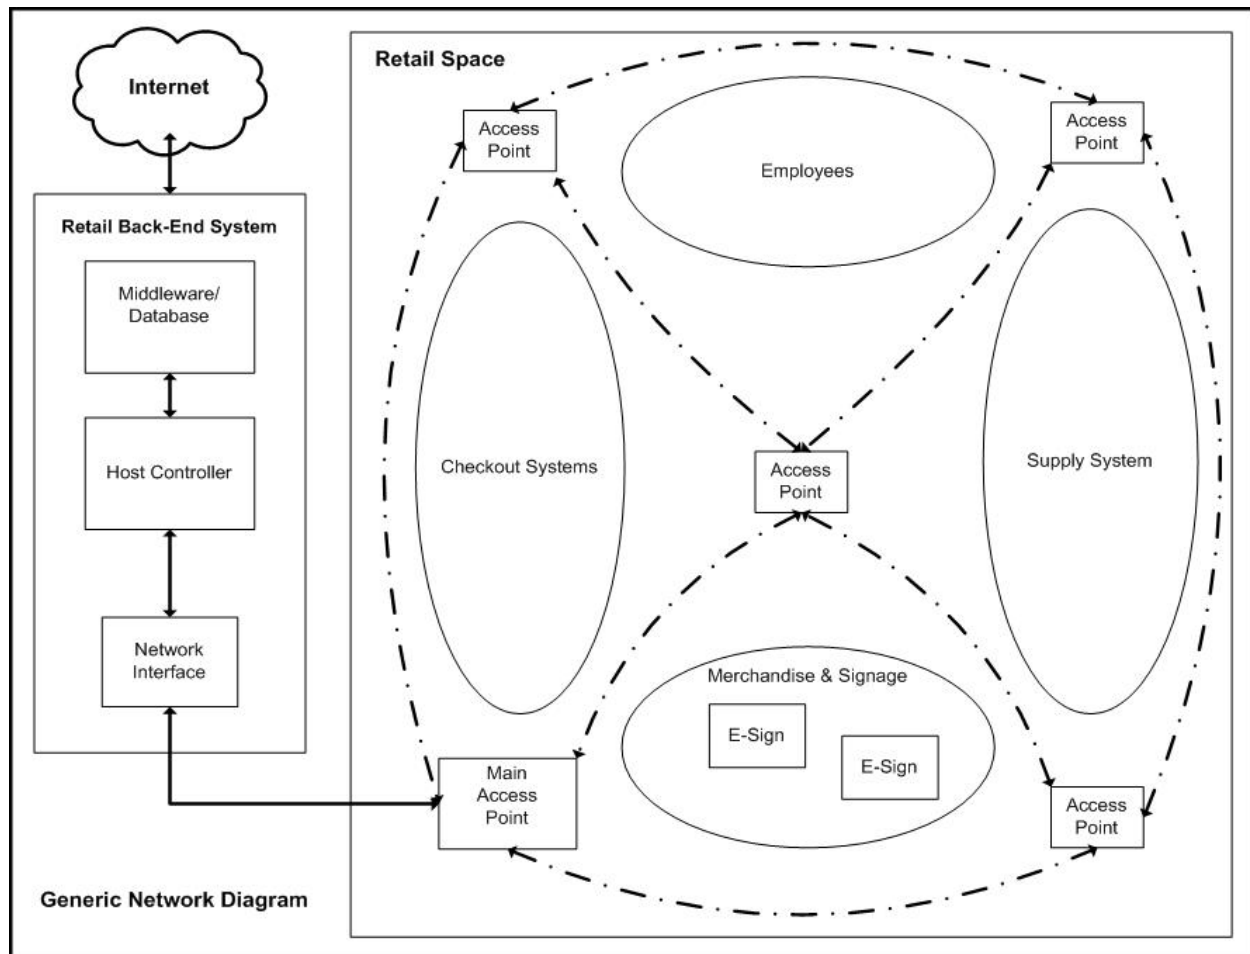 Internet
Retail Back-End System
Middleware/
Database
Host Controller
Network
Interface
Generic Network Diagram
Retail Space
Access
Point
Employees
Access
Point
Checkout Systems
Access
Point
Supply System
Merchandise & Signage
E-Sign
E-Sign
Main
Access
Point
Access
Point